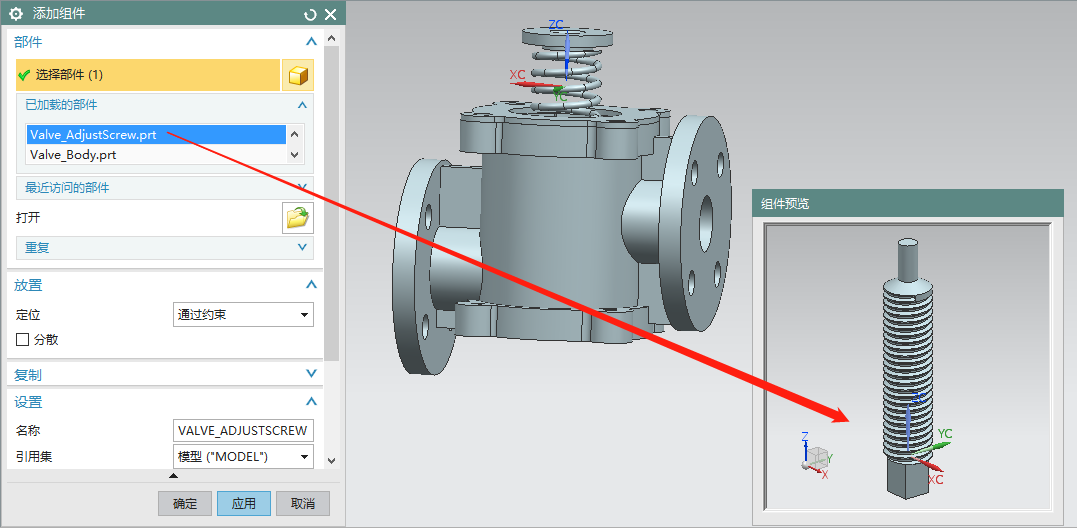 添加组件
部件
选择部件 (1)
已加载的部件
Valve_AdjustScrew.prt
Valve_Body.prt
最近访问的部件
打开
重复
放置
定位
通过约束
分散
复制
设置
名称
VALVE_ADJUSTSCREW
引用集
模型 ("MODEL")
确定
应用
取消
ZC
XC
YC
组件预览
ZC
YC
XC
Z
Y
X